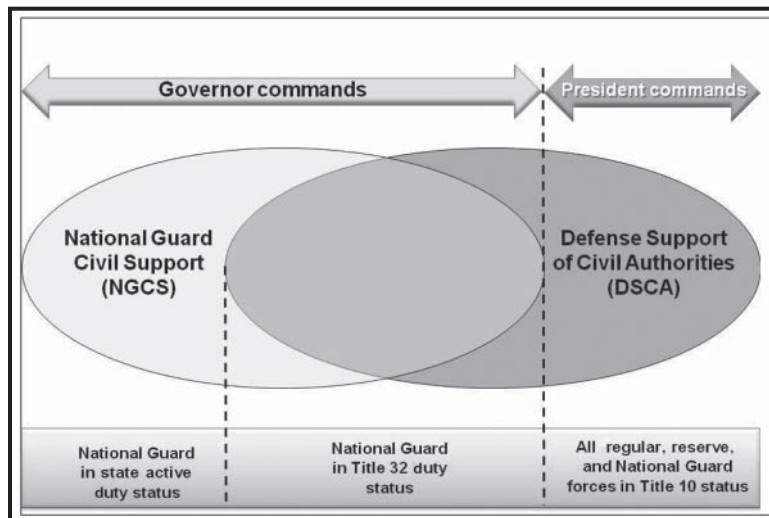 Governor commands
President commands
National Guard
Civil Support
(NGCS)
Defense Support
of Civil Authorities
(DSCA)
National Guard
in state active
duty status
National Guard
in Title 32 duty
status
All regular, reserve,
and National Guard
forces in Title 10 status